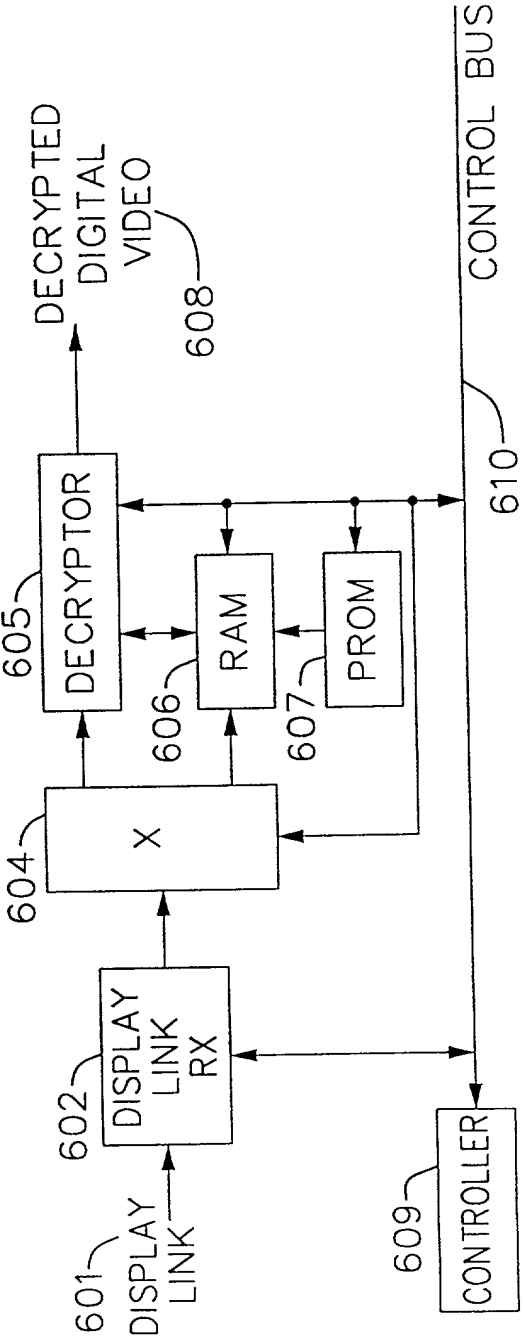 601
DISPLAY
LINK
602
DISPLAY
LINK
RX
604
X
605
DECRYPTOR
606
RAM
607
PROM
DECRYPTED
DIGITAL
VIDEO
608
609
CONTROLLER
610
CONTROL BUS